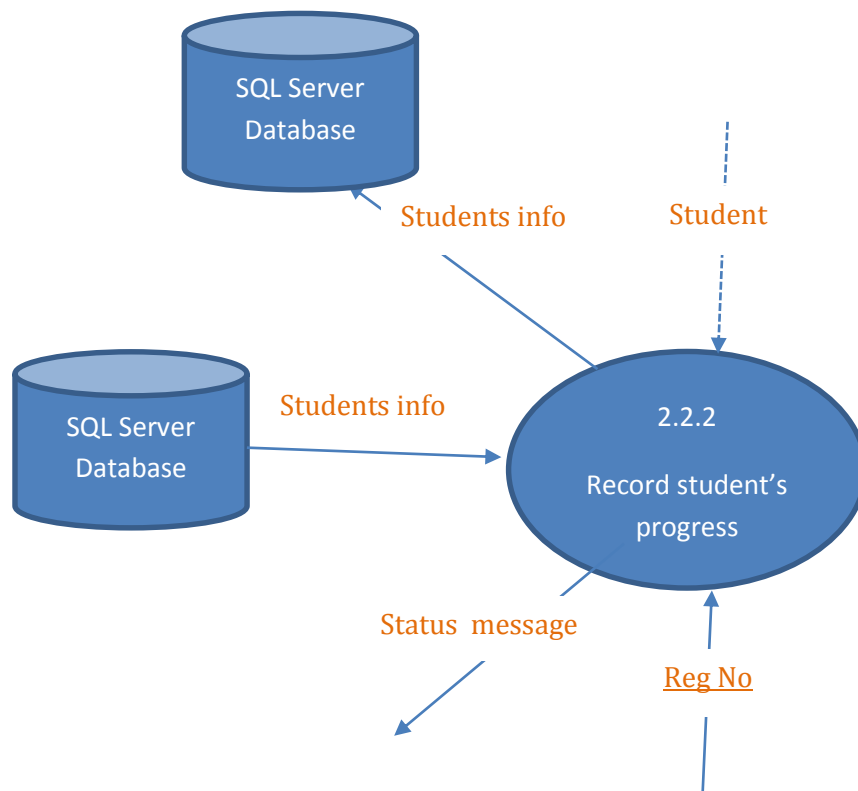 SQL Server
Database
Students info
Student
SQL Server
Database
Students info
2.2.2
Record student’s
progress
Status  message
Reg No